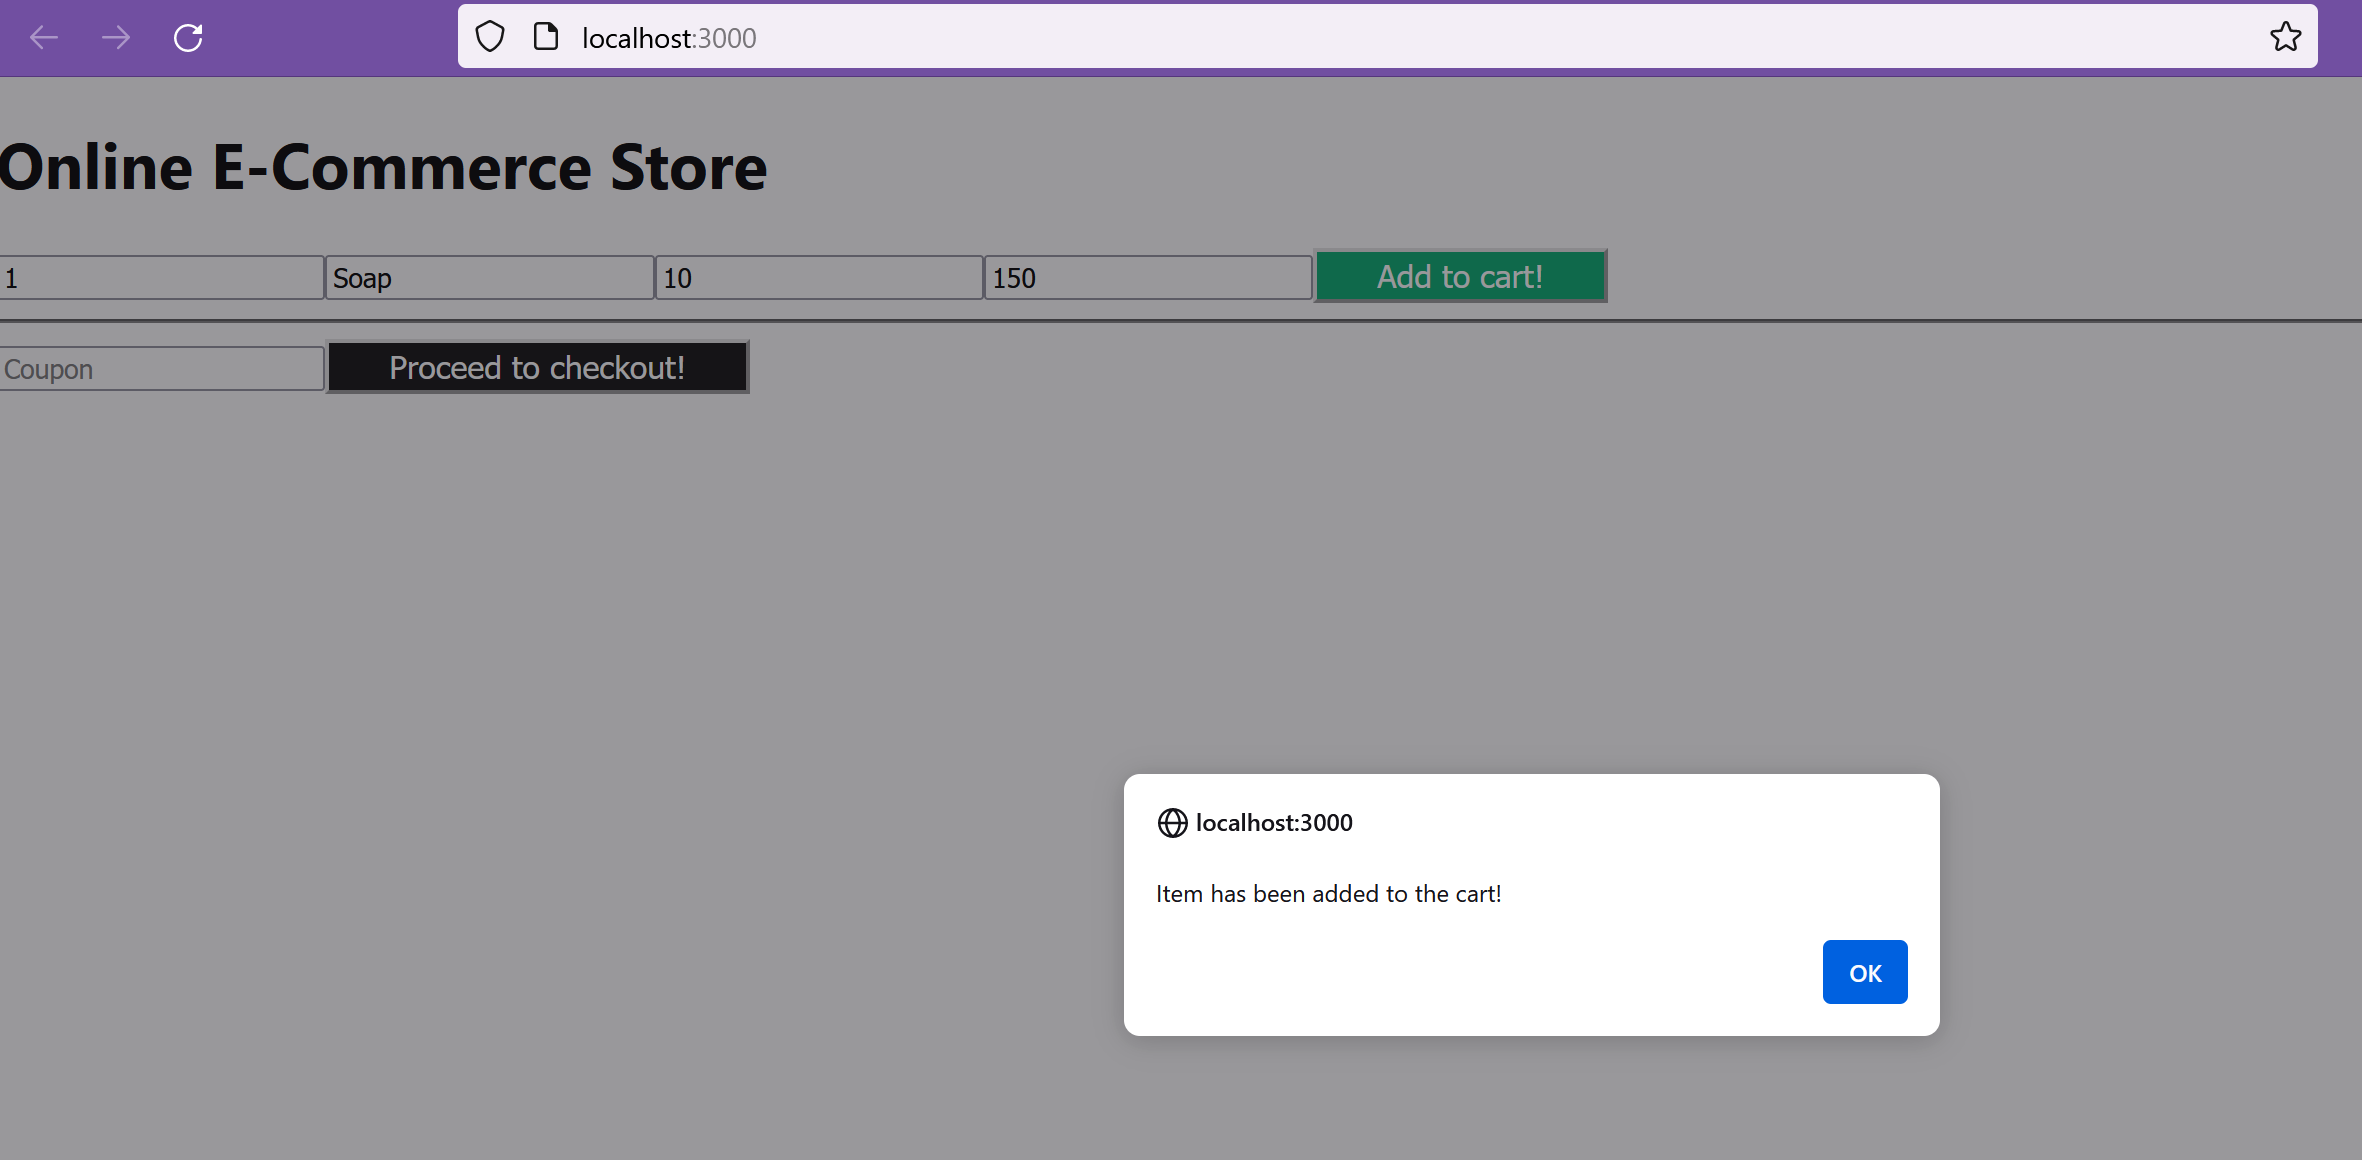 localhost:3000
Online E-Commerce Store
1 Soap 10 150 Add to cart!
Coupon Proceed to checkout!
localhost:3000
Item has been added to the cart!
OK